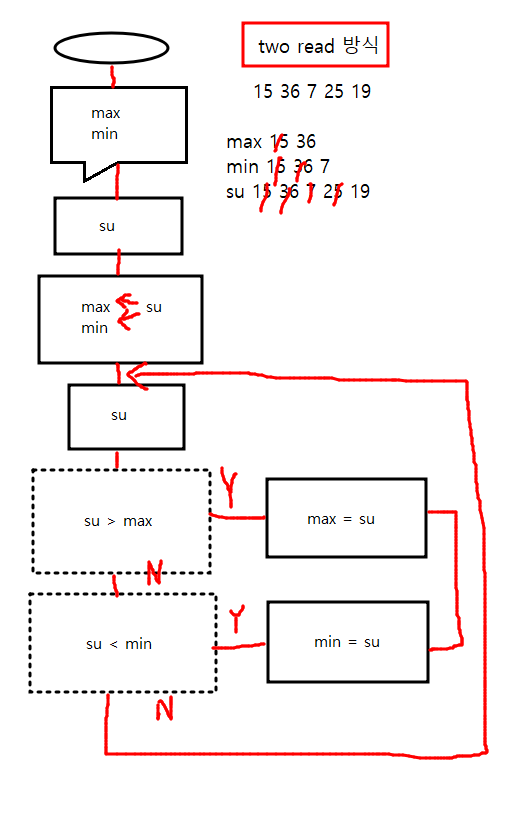 two read 방식
15 36 7 25 19
max 15 36
min 15 36 7
su 15 36 7 25 19
max
min
su
max su
min
su
su > max
Y
max = su
N
su < min
Y
min = su
N